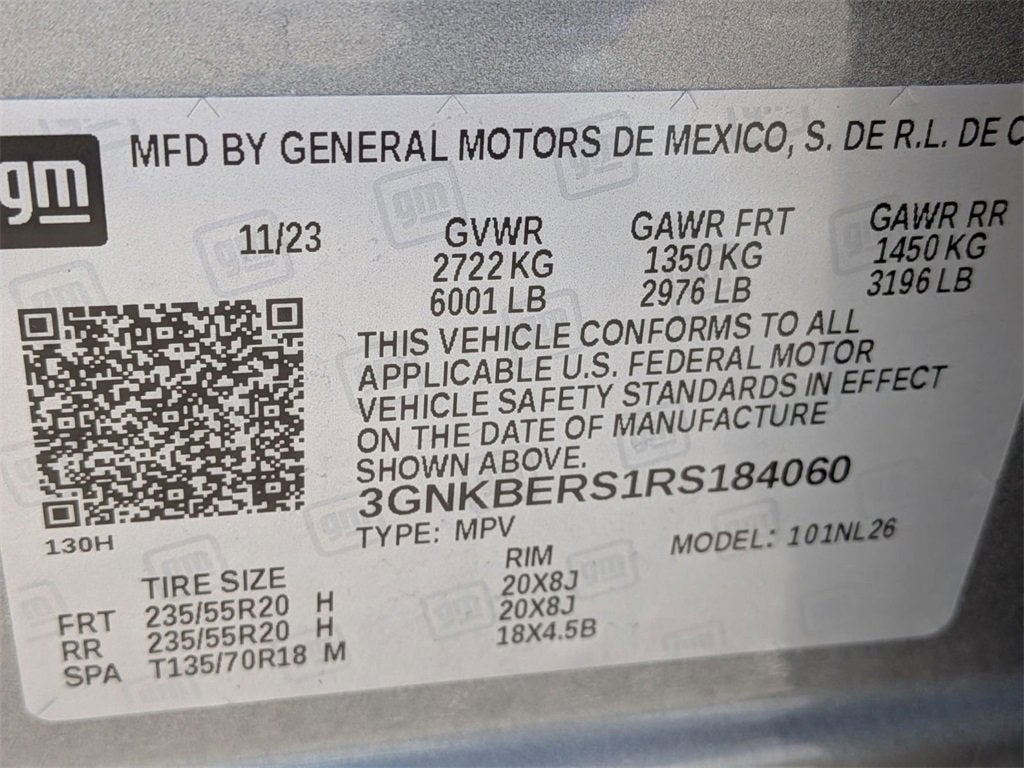 gm MFD BY GENERAL MOTORS DE MEXICO, S. DE R.L. DE C
11/23 GVWR GAWR FRT GAWR RR
2722 KG 1350 KG 1450 KG
6001 LB 2976 LB 3196 LB
THIS VEHICLE CONFORMS TO ALL
APPLICABLE U.S. FEDERAL MOTOR
VEHICLE SAFETY STANDARDS IN EFFECT
ON THE DATE OF MANUFACTURE
SHOWN ABOVE.
3GNKBERS1RS184060
130H TYPE: MPV MODEL: 101NL26
TIRE SIZE RIM
FRT 235/55R20 H 20X8J
RR 235/55R20 H 20X8J
SPA T135/70R18 M 18X4.5B